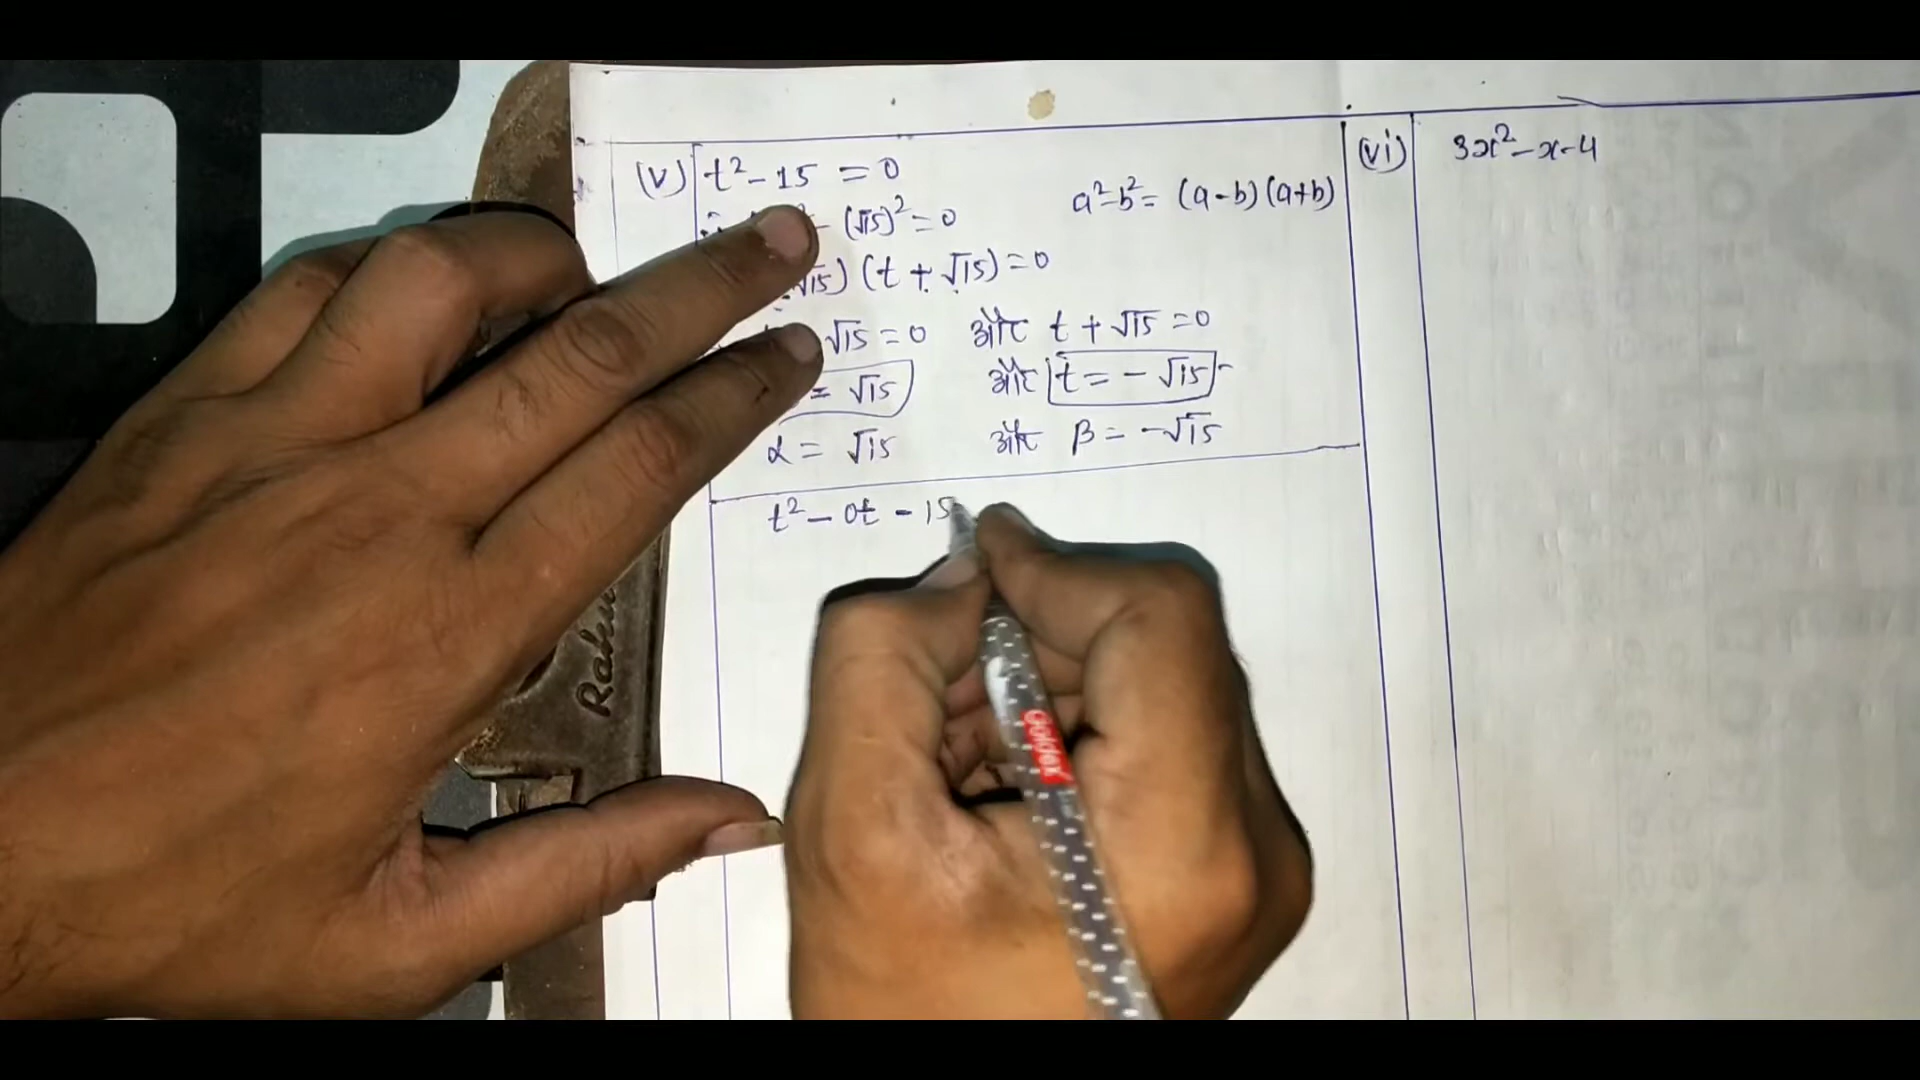 (v) t² - 15 = 0
- (√15)² = 0
a² - b² = (a - b) (a + b)
√15) (t + √15) = 0
√15 = 0 और t + √15 = 0
= √15 और t = - √15
α = √15 और β = - √15
t² - 0t - 15
(vi) 3x² - x - 4
Goldex